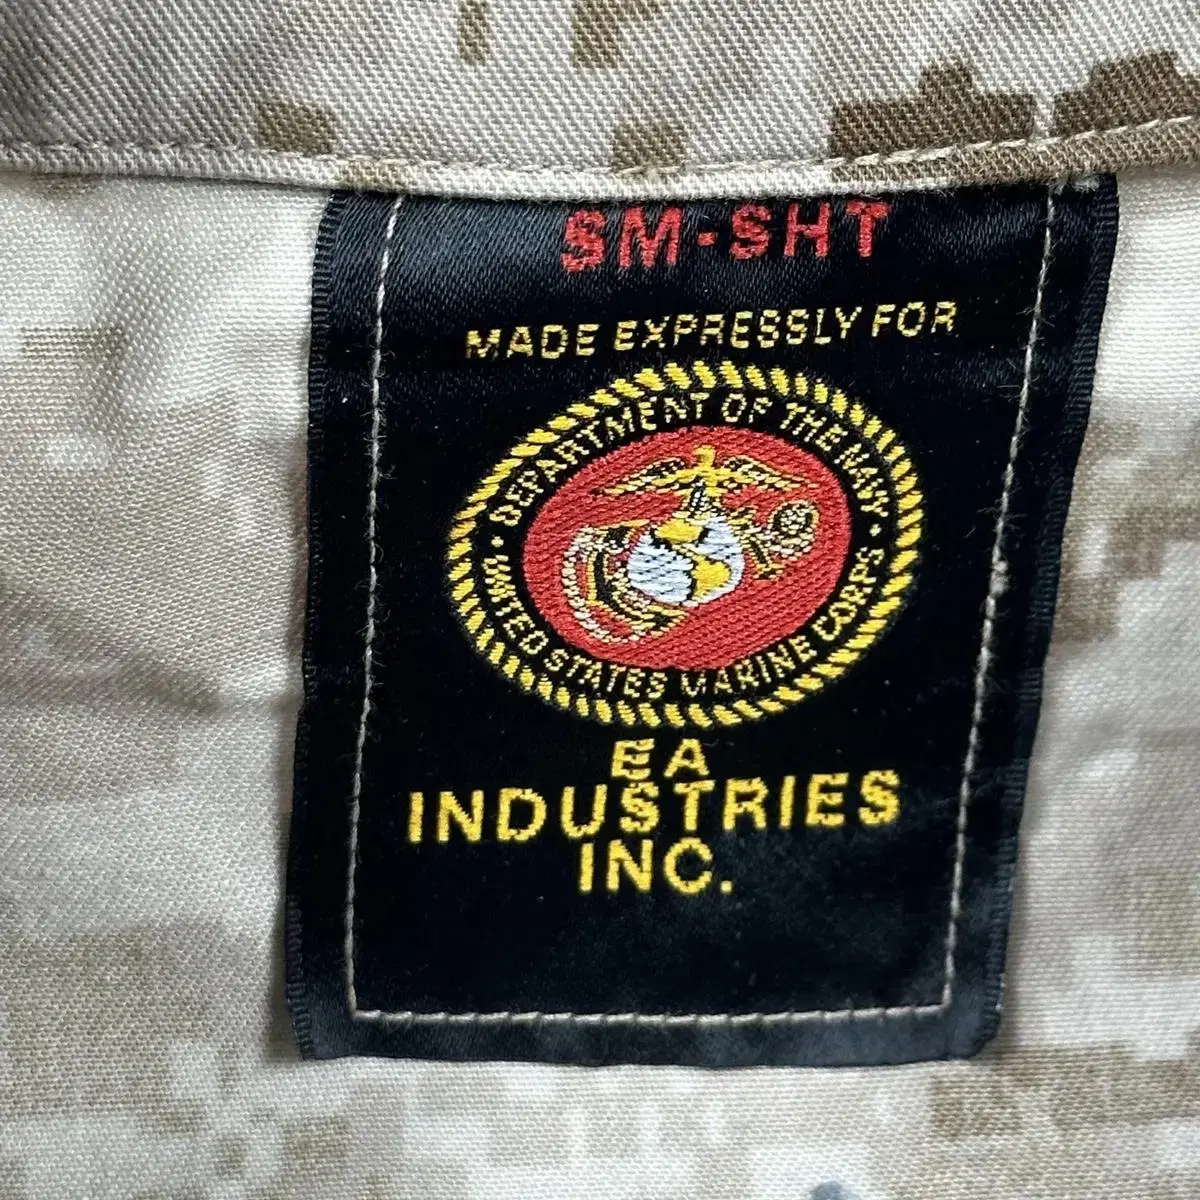 SM-SHT
MADE EXPRESSLY FOR
DEPARTMENT OF THE NAVY
UNITED STATES MARINE CORPS
EA
INDUSTRIES
INC.